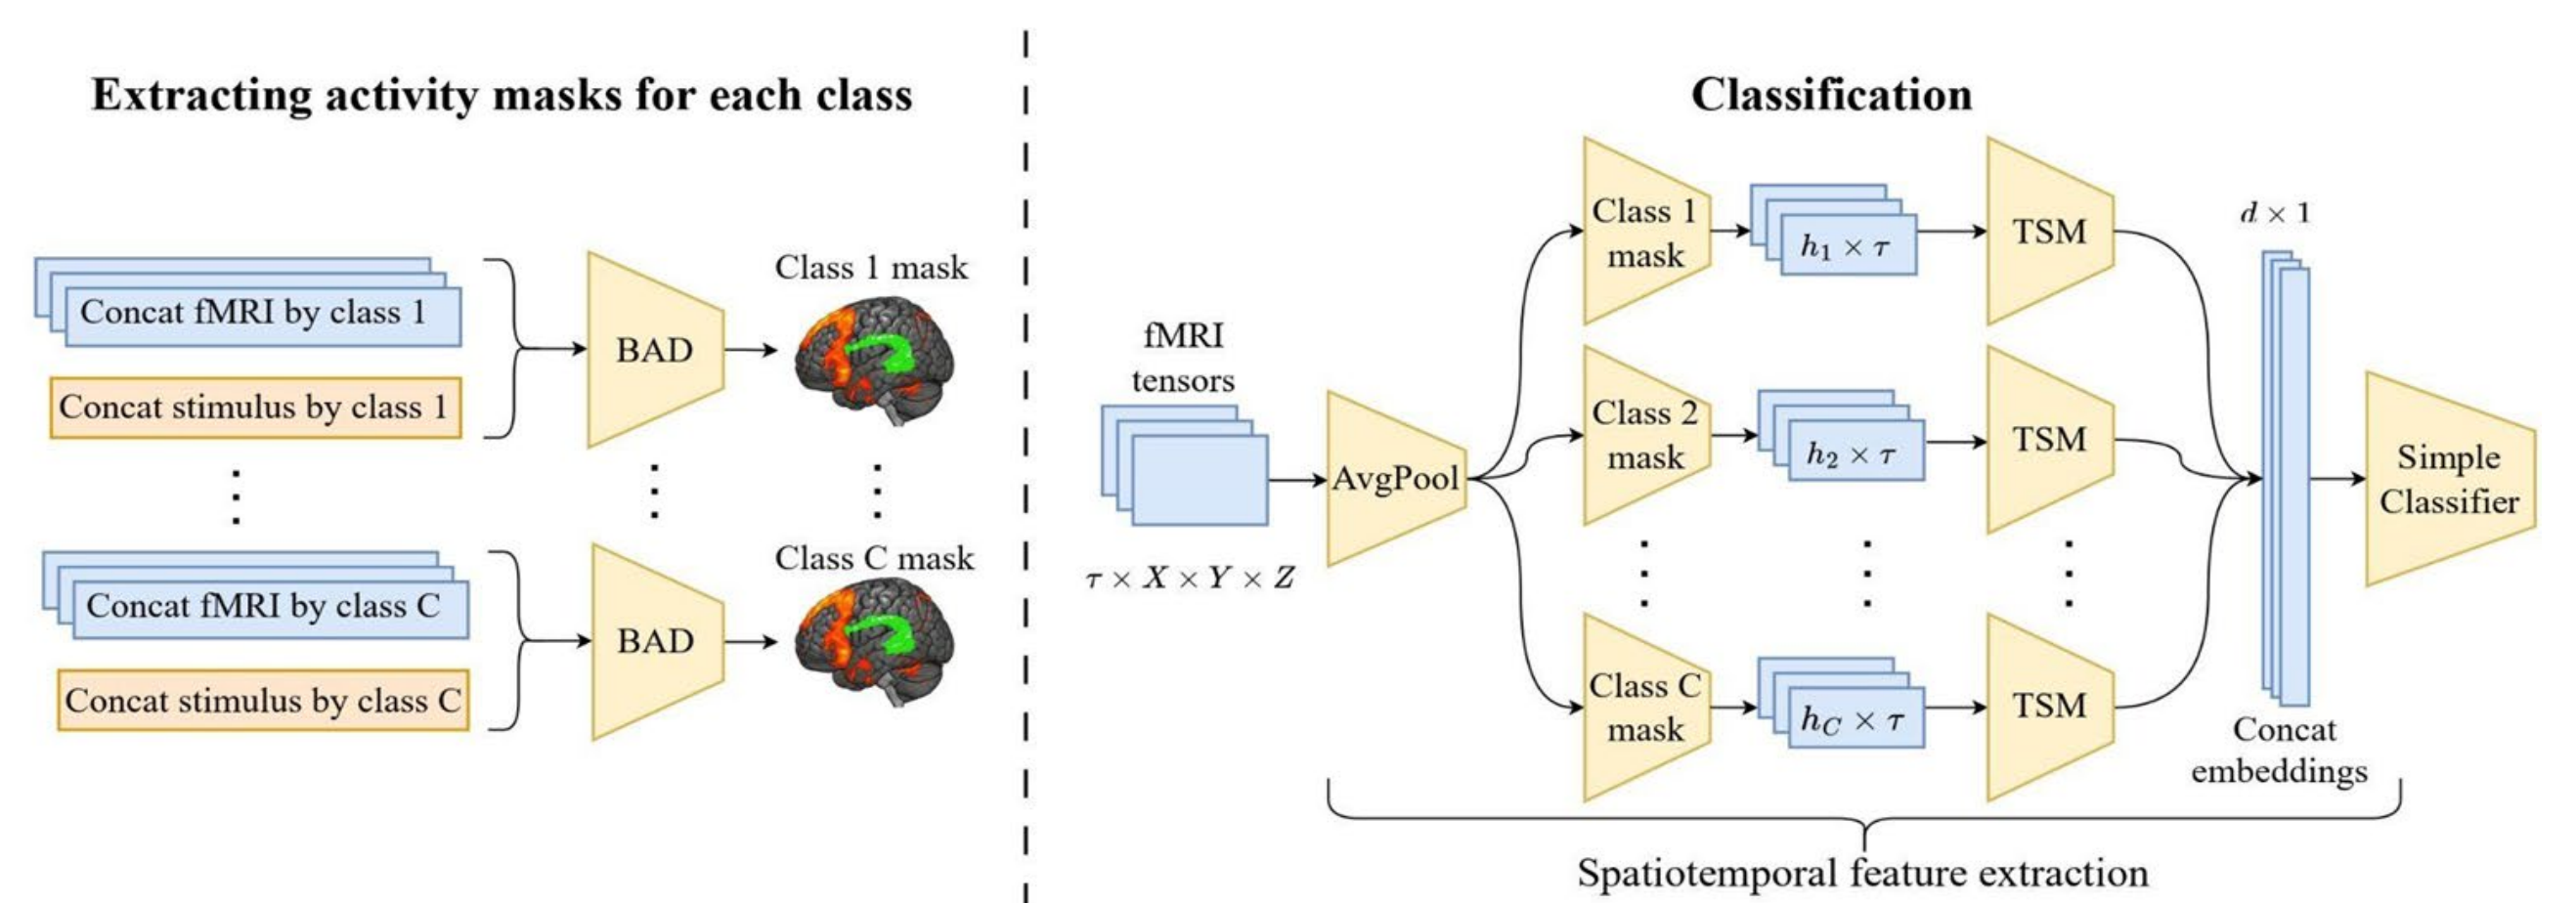 Extracting activity masks for each class
Concat fMRI by class 1
Concat stimulus by class 1
BAD
Class 1 mask
Concat fMRI by class C
Concat stimulus by class C
BAD
Class C mask
Classification
fMRI
tensors
τ × X × Y × Z
AvgPool
Class 1
mask
h₁ × τ
TSM
Class 2
mask
h₂ × τ
TSM
Class C
mask
h_C × τ
TSM
d × 1
Concat
embeddings
Simple
Classifier
Spatiotemporal feature extraction